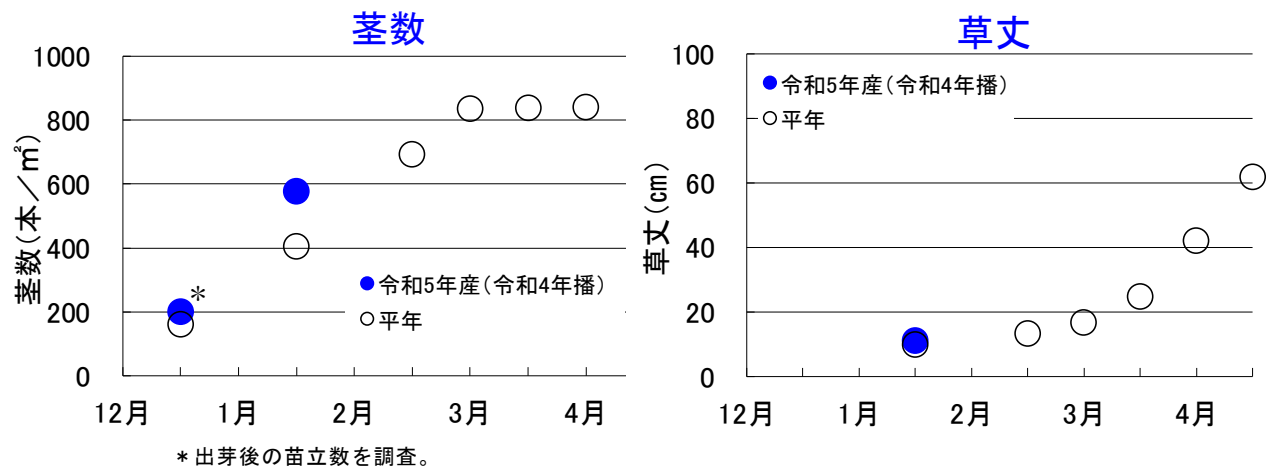 茎数
1000
800
600
400
200
0
茎数(本/㎡)
*
●令和5年産(令和4年播)
○平年
12月 1月 2月 3月 4月
*出芽後の苗立数を調査。
草丈
100
80
60
40
20
0
草丈(cm)
●令和5年産(令和4年播)
○平年
12月 1月 2月 3月 4月